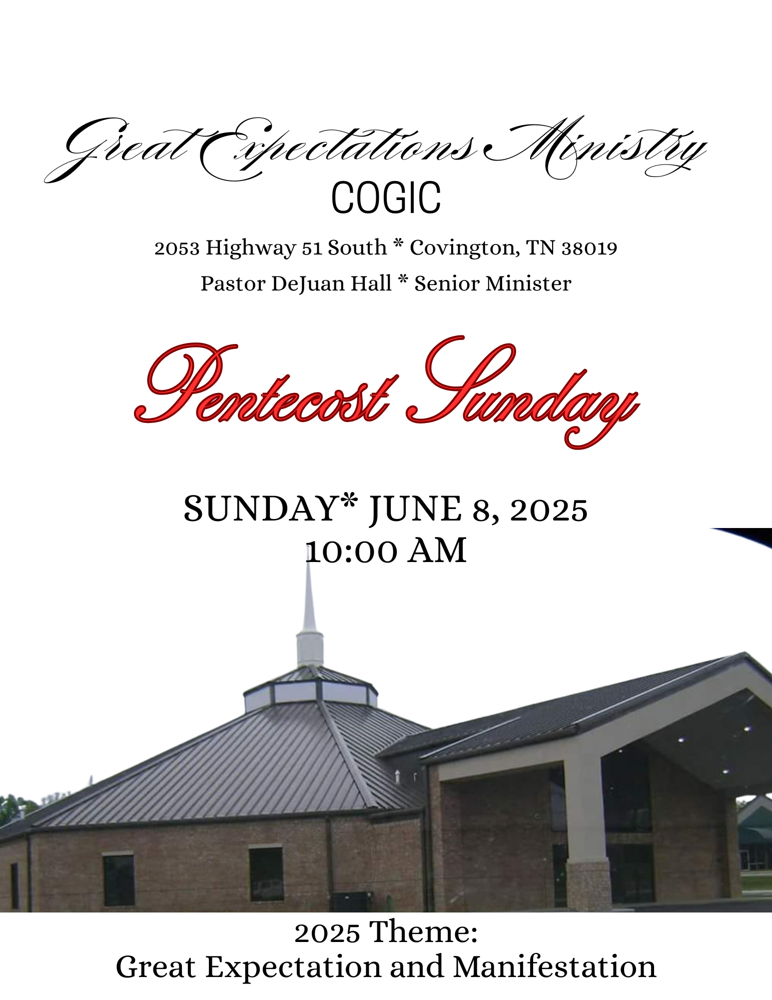 Great Expectations Ministry
COGIC
2053 Highway 51 South * Covington, TN 38019
Pastor DeJuan Hall * Senior Minister
Pentecost Sunday
SUNDAY* JUNE 8, 2025
10:00 AM
2025 Theme:
Great Expectation and Manifestation